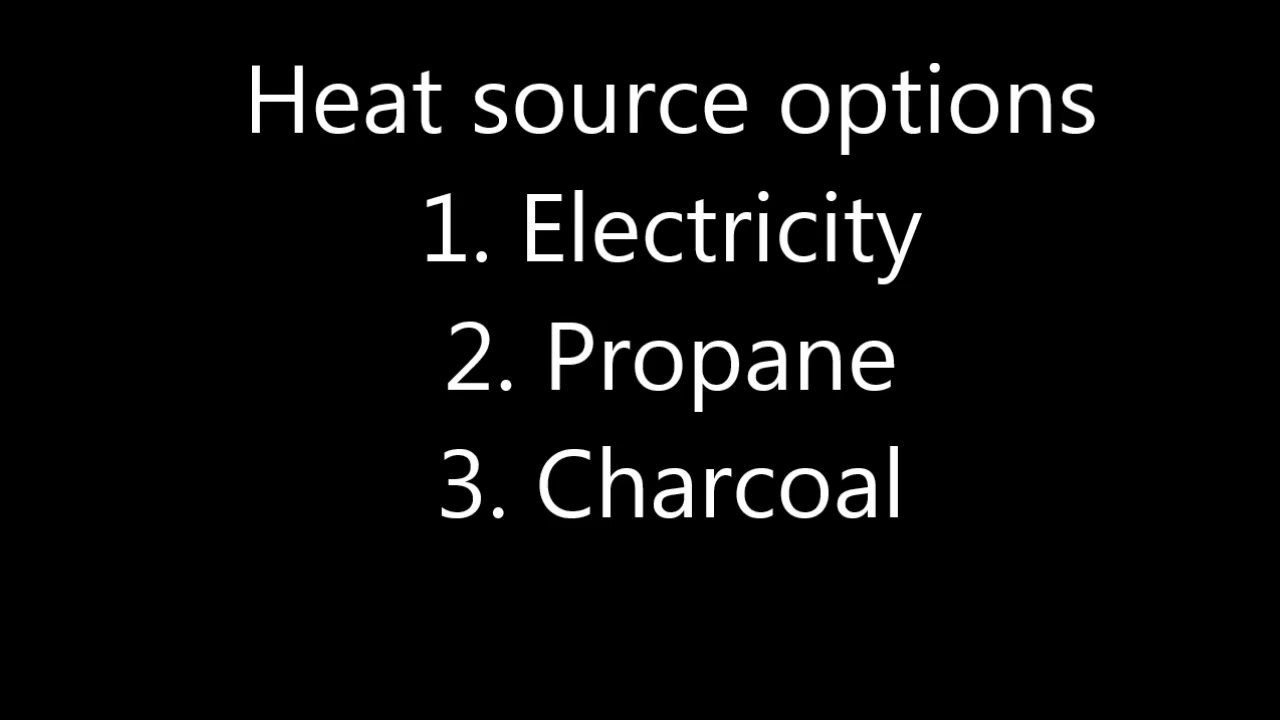 Heat source options
1. Electricity
2. Propane
3. Charcoal